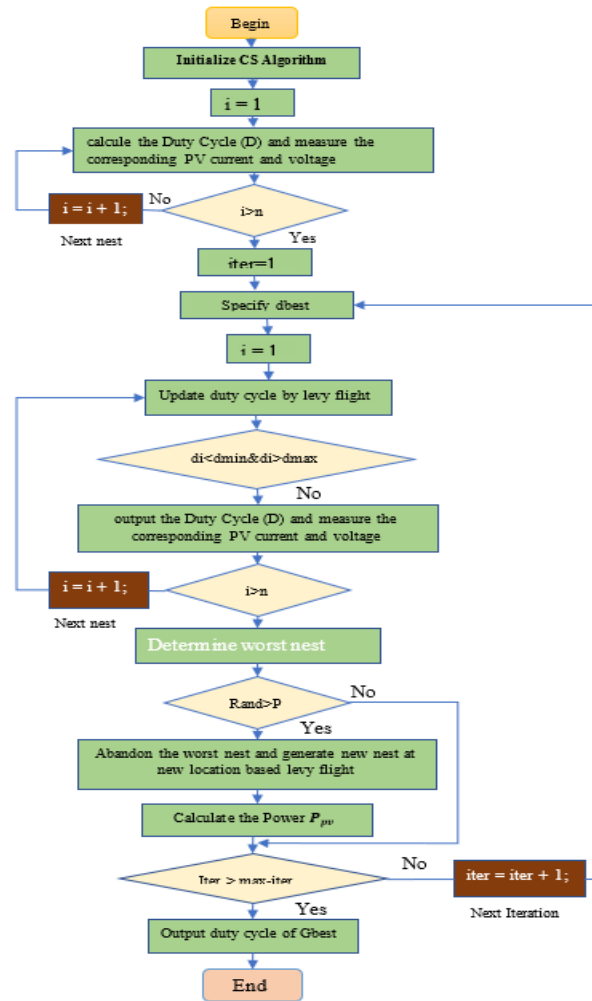 Begin
Initialize CS Algorithm
i = 1
calcule the Duty Cycle (D) and measure the
corresponding PV current and voltage
No
i = i + 1;
i>n
Next nest
Yes
iter=1
Specify dbest
i = 1
Update duty cycle by levy flight
di<dmin&di>dmax
No
output the Duty Cycle (D) and measure the
corresponding PV current and voltage
i = i + 1;
i>n
Next nest
Determine worst nest
Rand>P
No
Yes
Abandon the worst nest and generate new nest at
new location based levy flight
Calculate the Power Ppv
No
Iter > max-iter
iter = iter + 1;
Yes
Next Iteration
Output duty cycle of Gbest
End